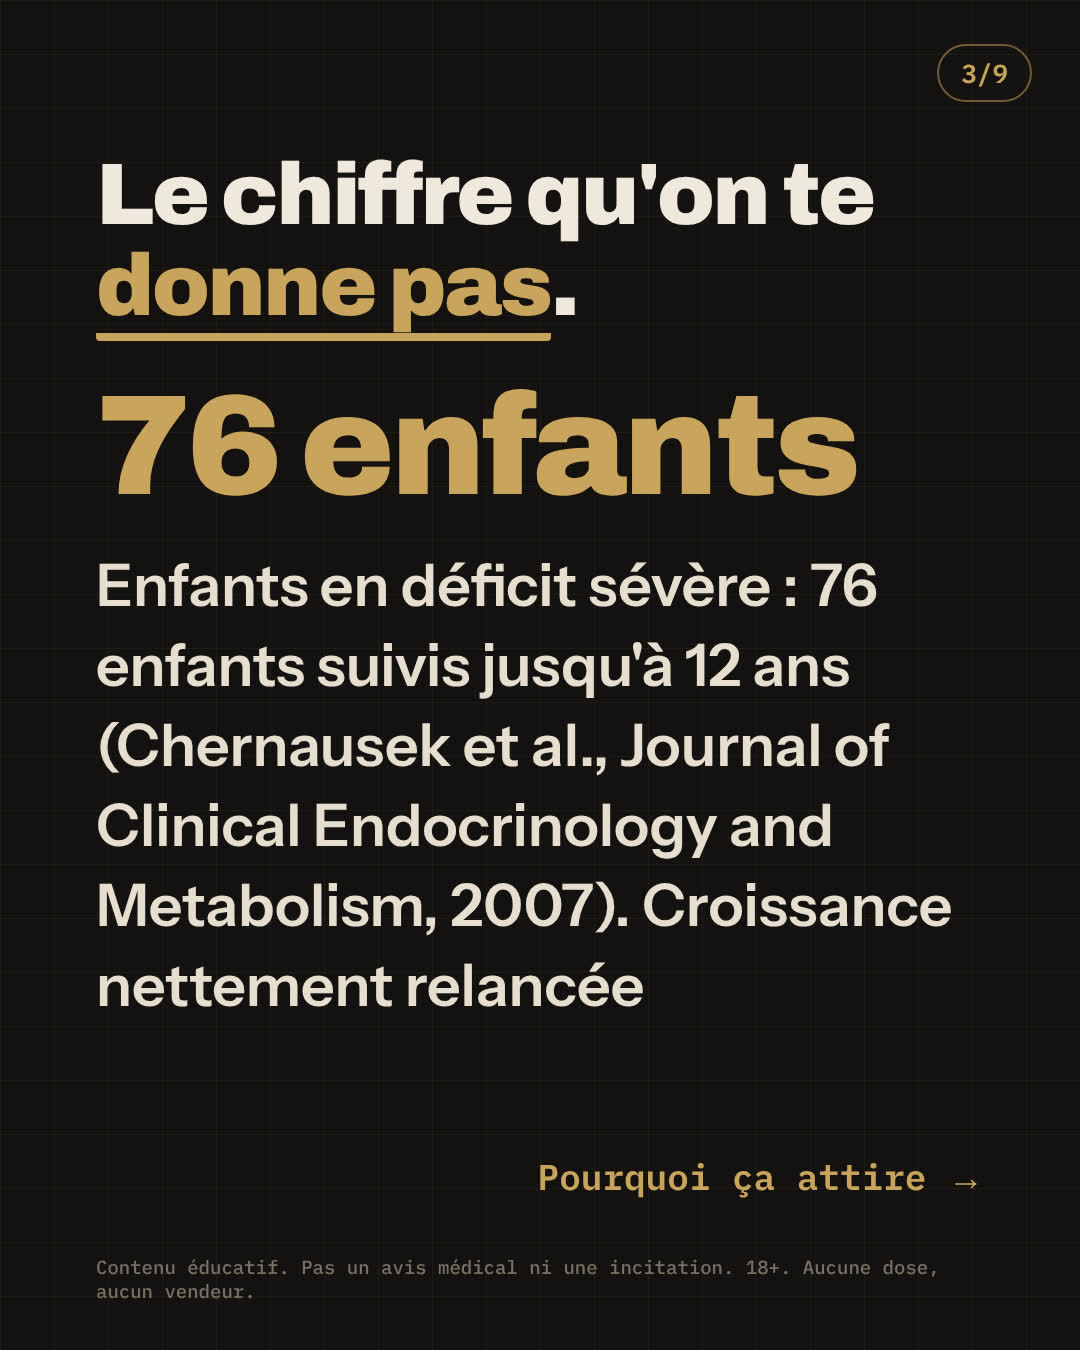 3/9
Le chiffre qu'on te
donne pas.
76 enfants
Enfants en déficit sévère : 76
enfants suivis jusqu'à 12 ans
(Chernausek et al., Journal of
Clinical Endocrinology and
Metabolism, 2007). Croissance
nettement relancée
Pourquoi ça attire →
Contenu éducatif. Pas un avis médical ni une incitation. 18+. Aucune dose,
aucun vendeur.